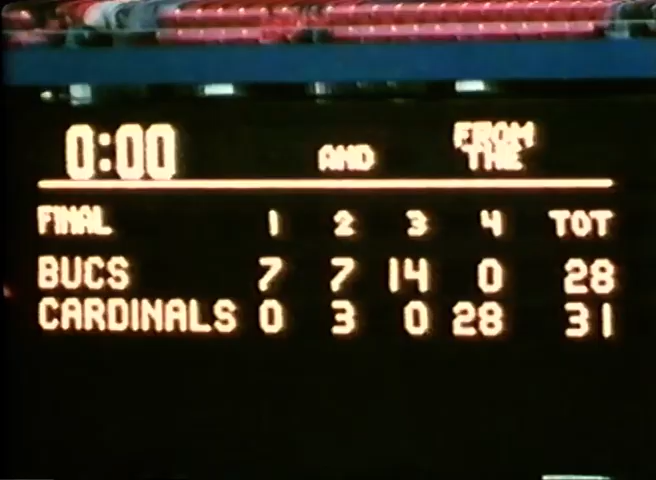 0:00 AND FROM THE
FINAL 1 2 3 4 TOT
BUCS 7 7 14 0 28
CARDINALS 0 3 0 28 31